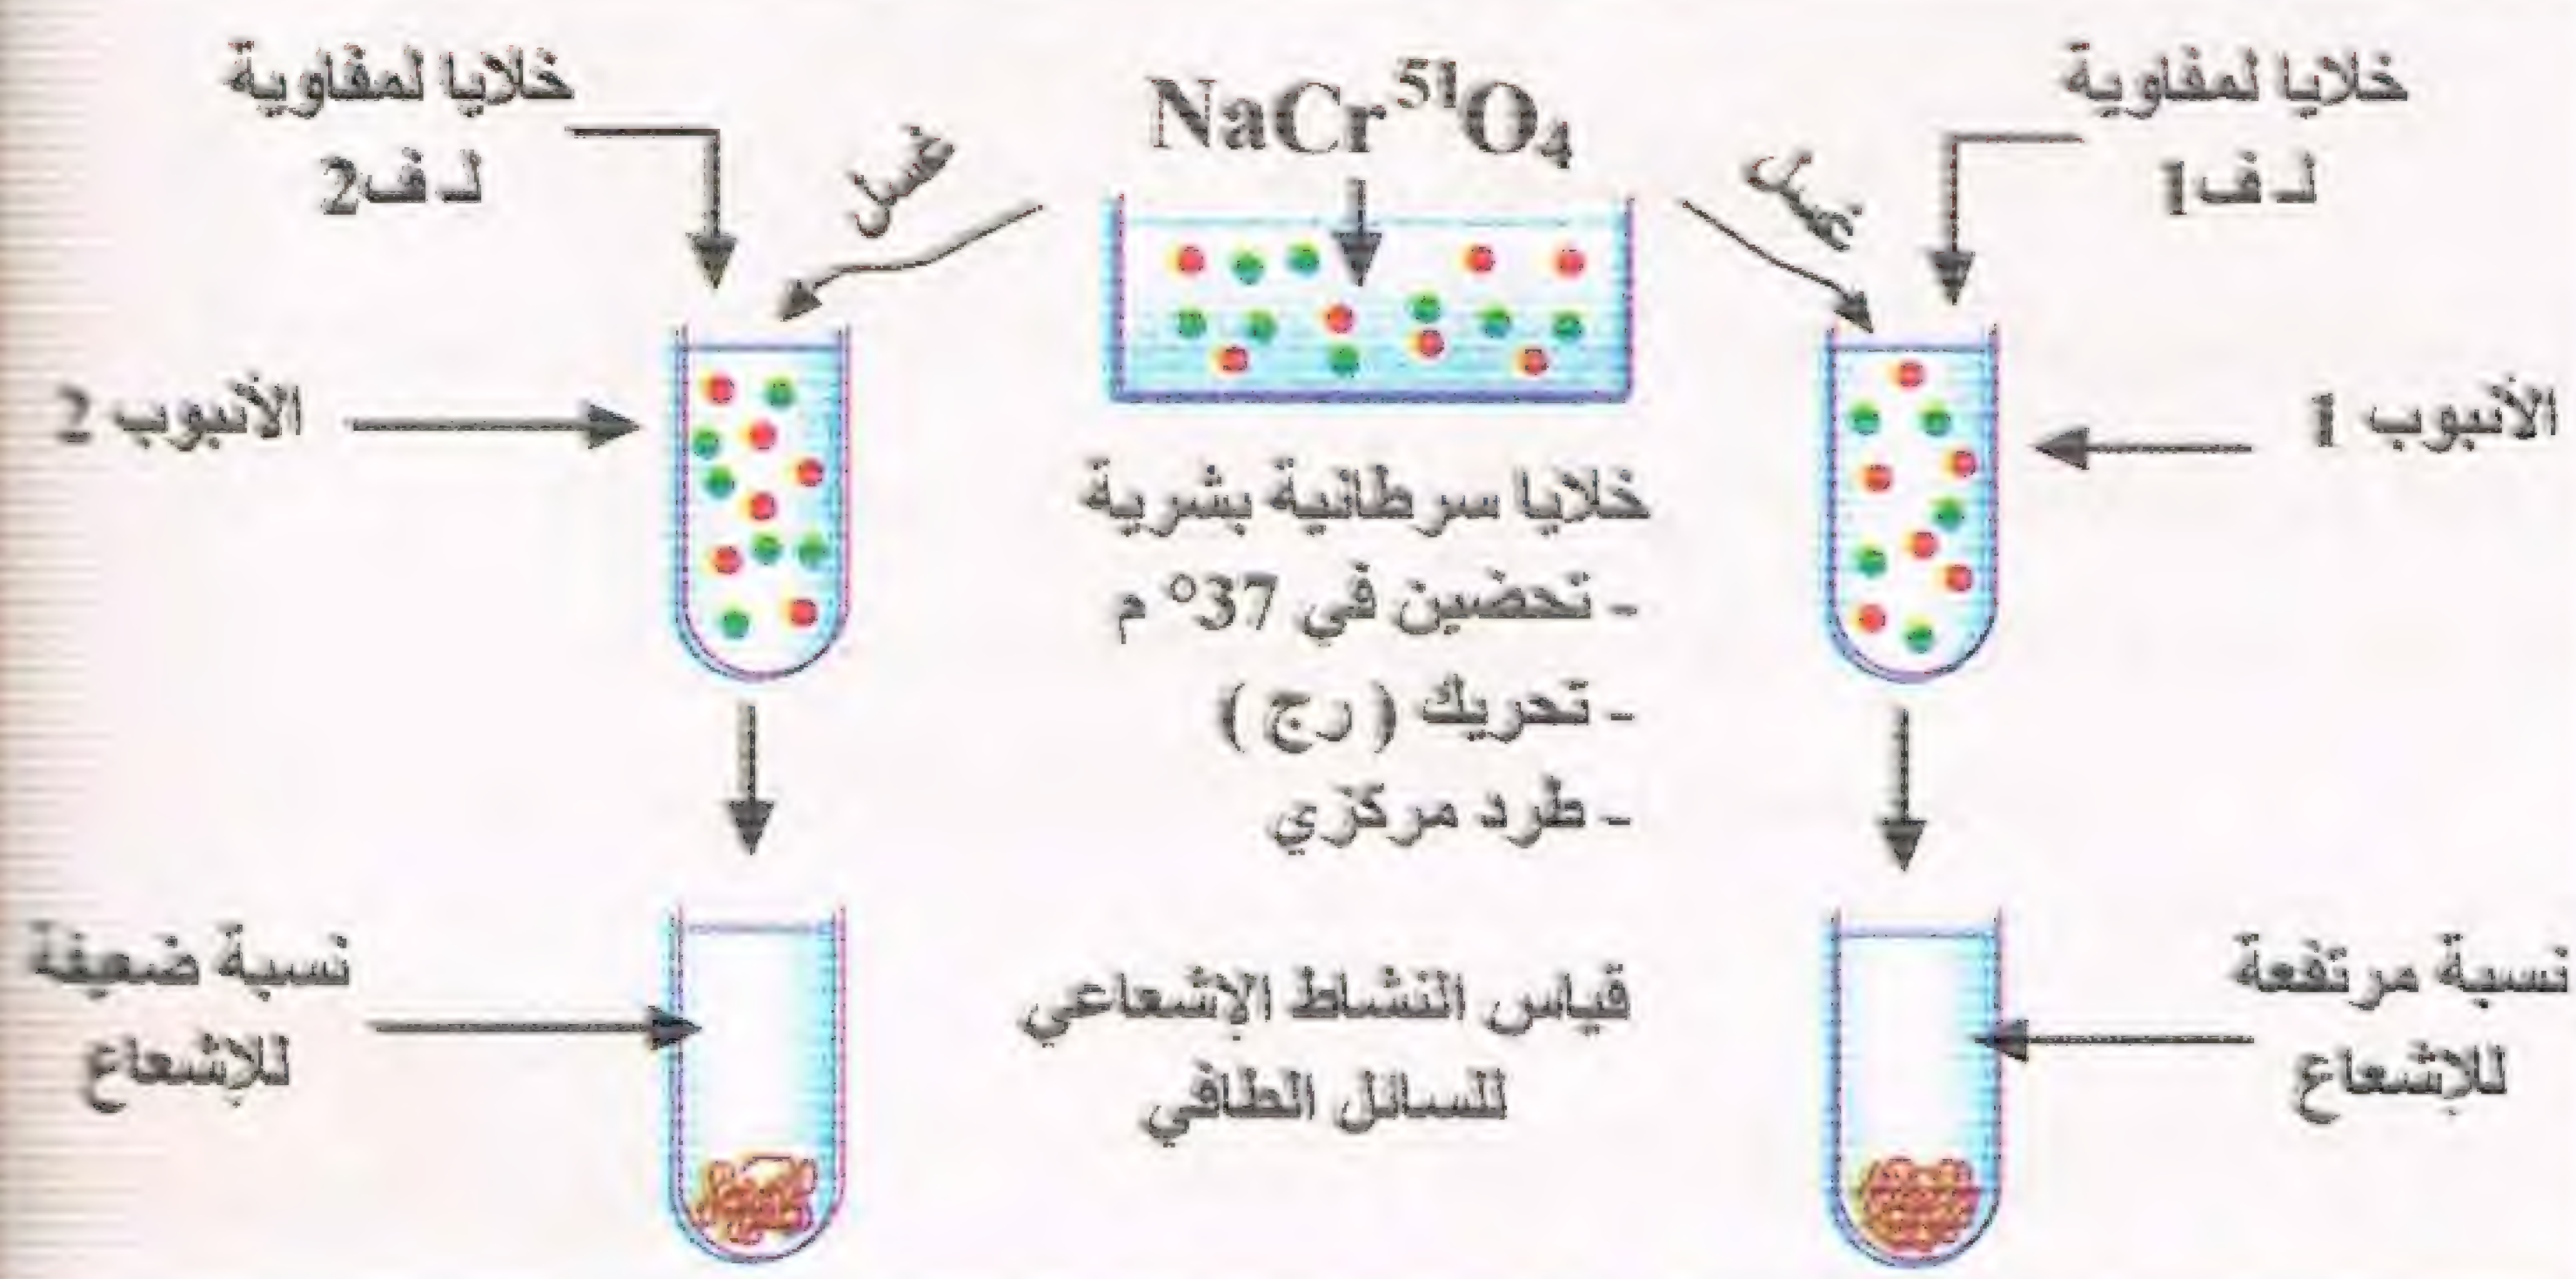 خلايا لمفاوية
لـ ف1
NaCr⁵¹O₄
خلايا لمفاوية
لـ ف2
غسل
غسل
الأنبوب 1
الأنبوب 2
خلايا سرطانية بشرية
- تحضين في 37° م
- تحريك ( رج )
- طرد مركزي
نسبة مرتفعة
للإشعاع
قياس النشاط الإشعاعي
للسائل الطافي
نسبة ضعيفة
للإشعاع